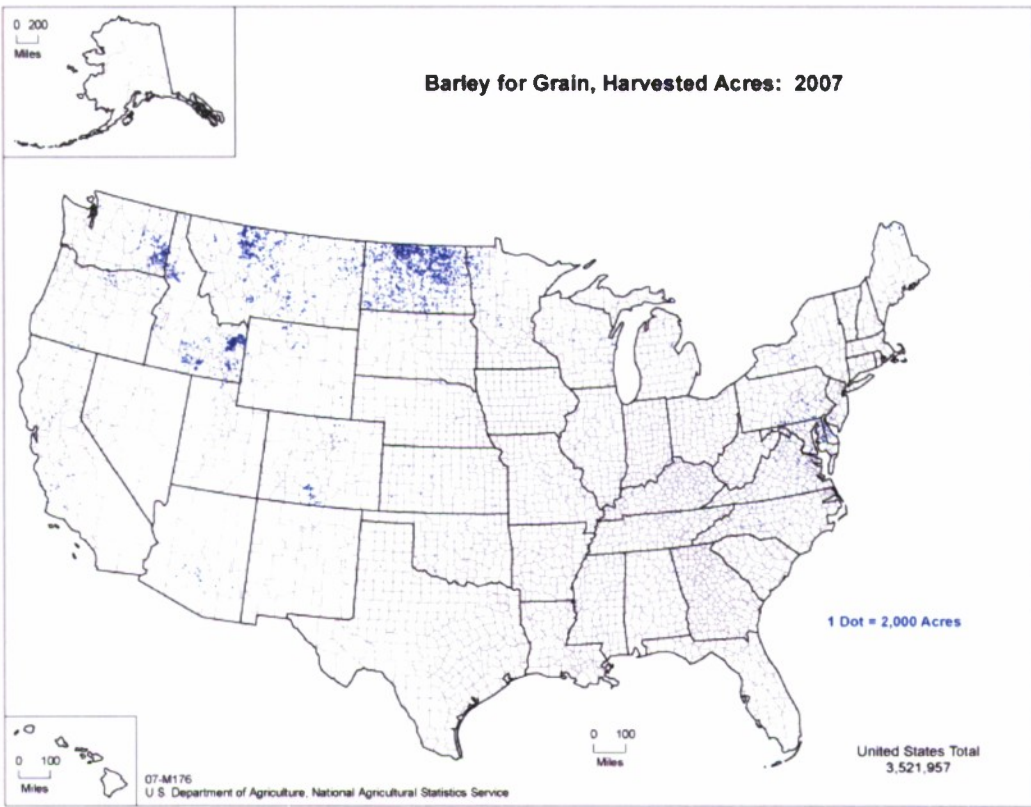 0 200
Miles
Barley for Grain, Harvested Acres: 2007
1 Dot = 2,000 Acres
0 100
Miles
United States Total
3,521,957
0 100
Miles
07-M176
U.S. Department of Agriculture, National Agricultural Statistics Service